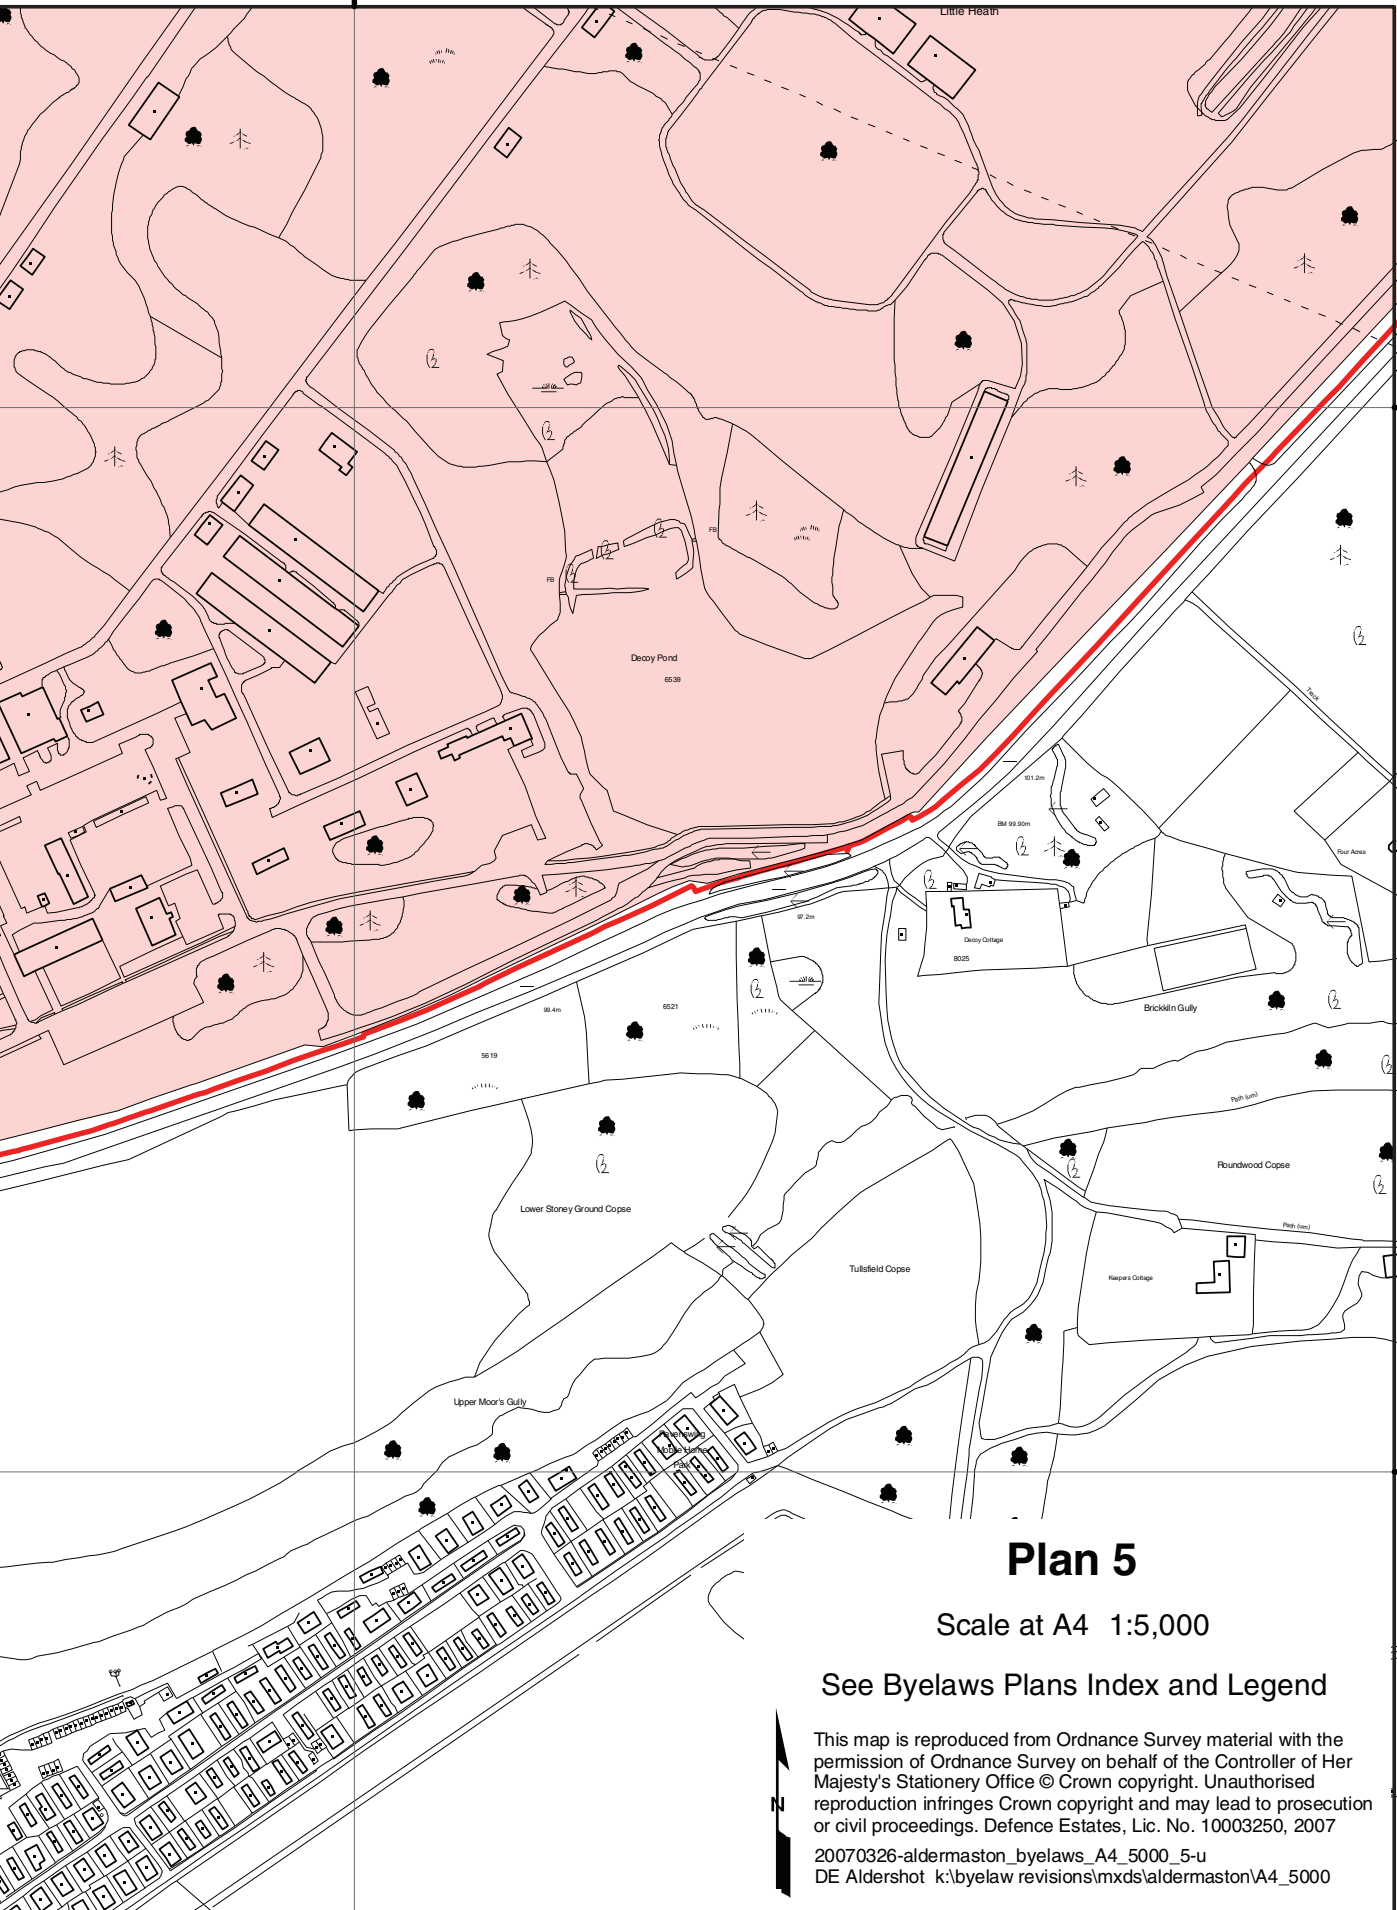 Little Heath
FB
FB
Decoy Pond
6539
Track
101.2m
BM 99.90m
Four Acres
97.2m
Decoy Cottage
8025
99.4m
6521
Brickkiln Gully
5619
Path (um)
Roundwood Copse
Lower Stoney Ground Copse
Path (um)
Tullsfield Copse
Keepers Cottage
Upper Moor's Gully
Ravenswing
Mobile Home
Park
Plan 5
Scale at A4 1:5,000
See Byelaws Plans Index and Legend
This map is reproduced from Ordnance Survey material with the
permission of Ordnance Survey on behalf of the Controller of Her
Majesty's Stationery Office © Crown copyright. Unauthorised
reproduction infringes Crown copyright and may lead to prosecution
or civil proceedings. Defence Estates, Lic. No. 10003250, 2007
N
20070326-aldermaston_byelaws_A4_5000_5-u
DE Aldershot k:\byelaw revisions\mxds\aldermaston\A4_5000